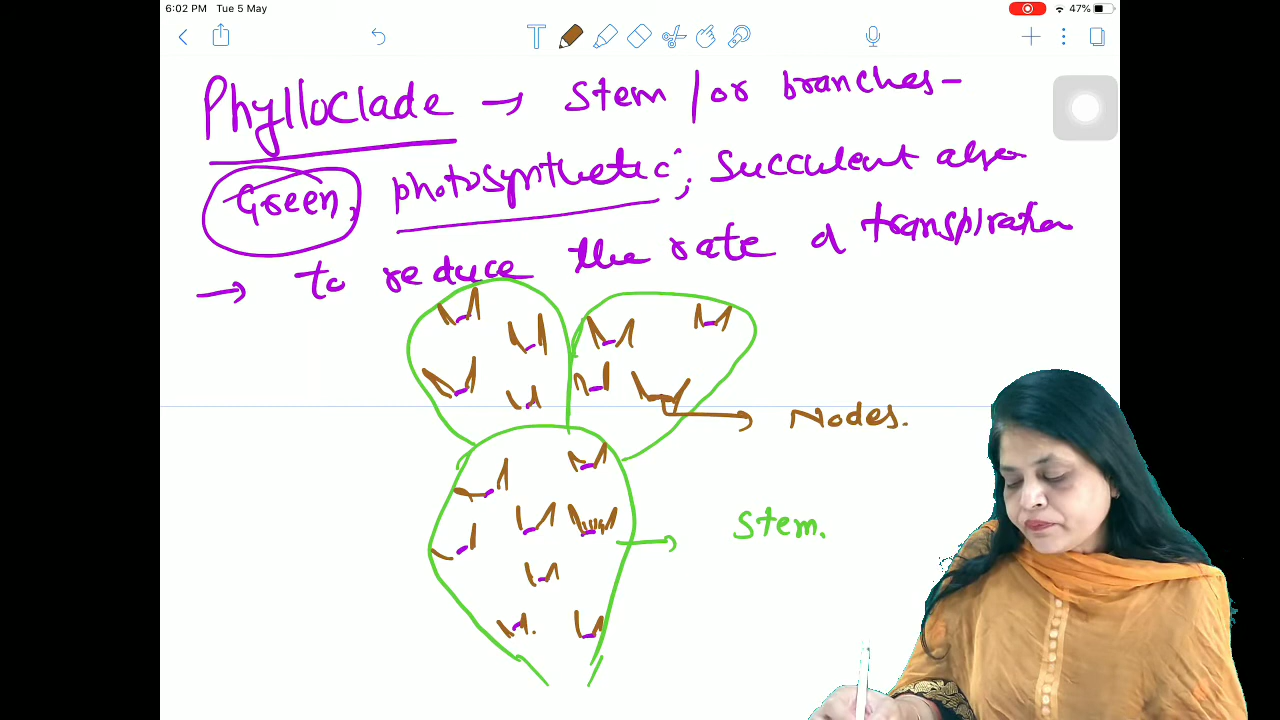 6:02 PM Tue 5 May
47%
T
Phylloclade → Stem / or branches-
Green, photosynthetic; Succulent also
→ to reduce the rate of transpiration
Nodes.
Stem.